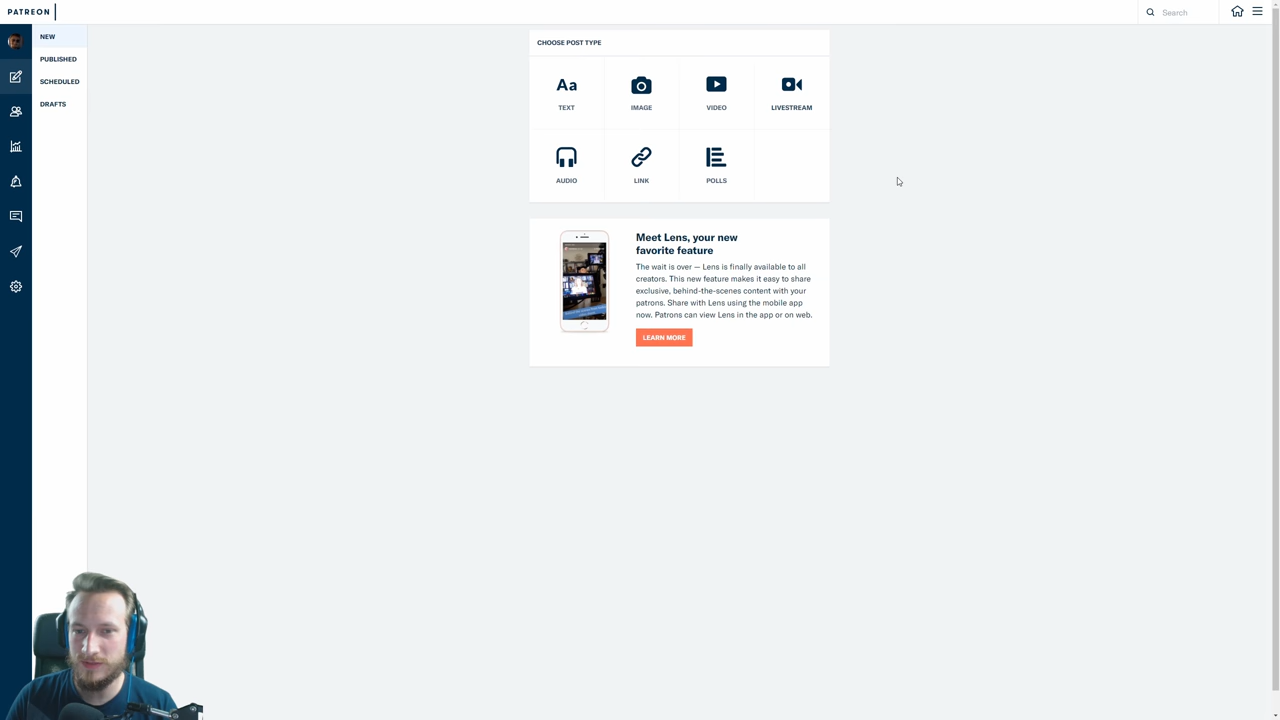 PATREON
Search
NEW
PUBLISHED
SCHEDULED
DRAFTS
CHOOSE POST TYPE
Aa
TEXT
IMAGE
VIDEO
LIVESTREAM
AUDIO
LINK
POLLS
Meet Lens, your new
favorite feature
The wait is over — Lens is finally available to all
creators. This new feature makes it easy to share
exclusive, behind-the-scenes content with your
patrons. Share with Lens using the mobile app
now. Patrons can view Lens in the app or on web.
LEARN MORE